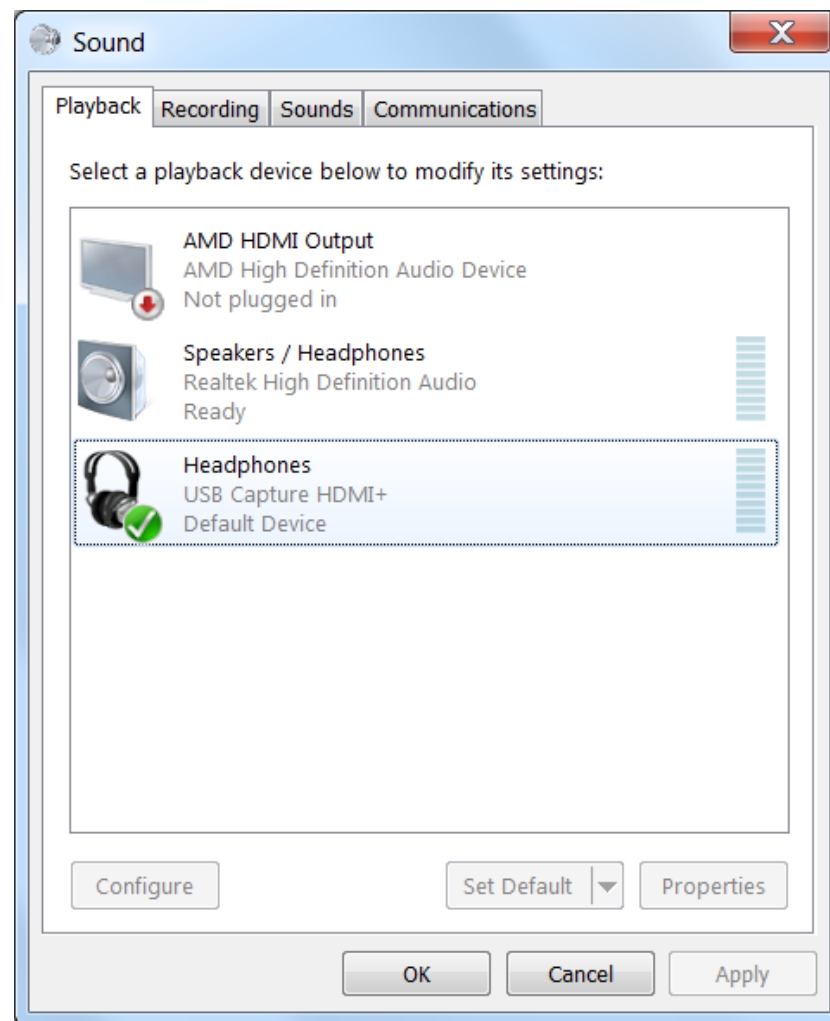 Sound
Playback Recording Sounds Communications
Select a playback device below to modify its settings:
AMD HDMI Output
AMD High Definition Audio Device
Not plugged in
Speakers / Headphones
Realtek High Definition Audio
Ready
Headphones
USB Capture HDMI+
Default Device
Configure Set Default Properties
OK Cancel Apply